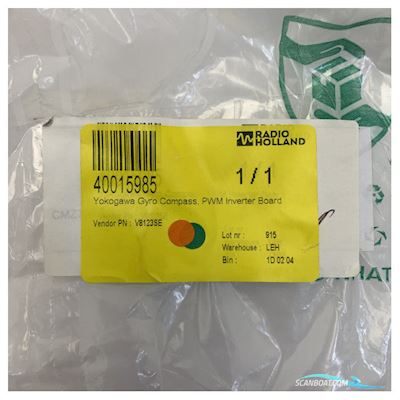 RADIO
HOLLAND
40015985
1/1
Yokogawa Gyro Compass, PWM Inverter Board
Vendor PN : V8123SE
Lot nr : 915
Warehouse : LEH
Bin : 1D 02 04
SCANBOAT.COM